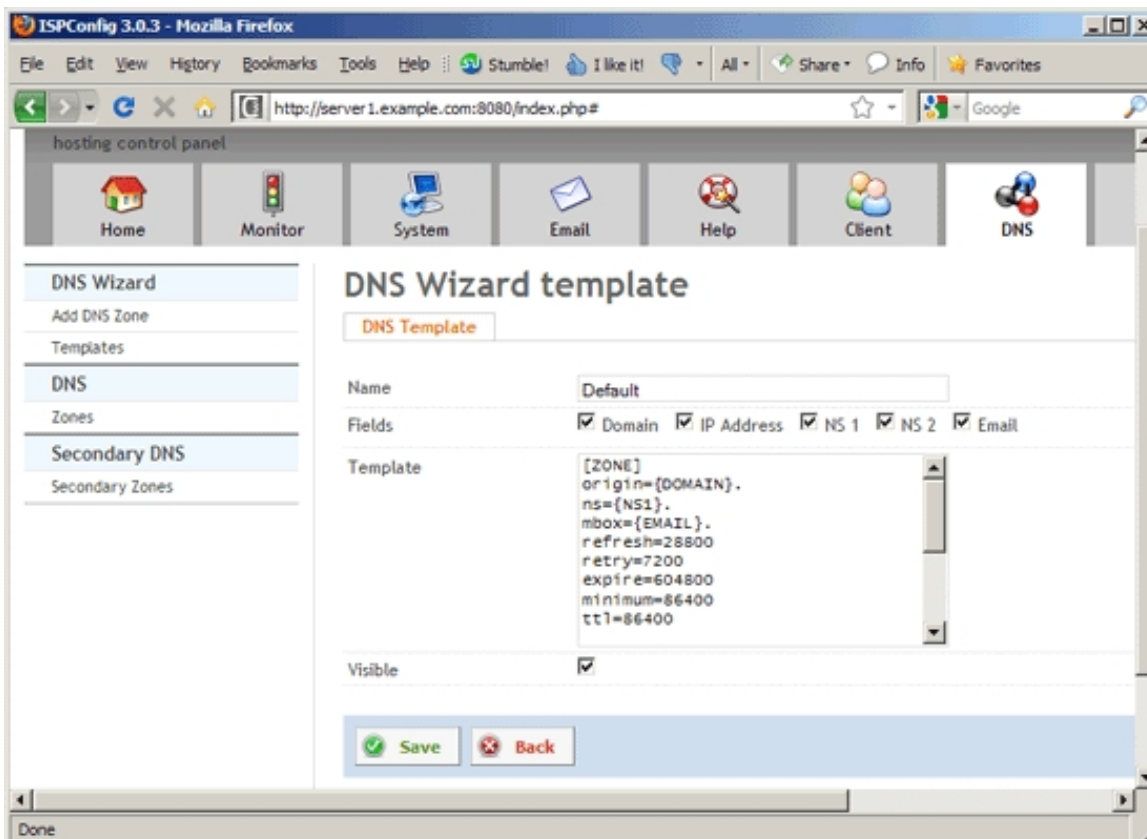 ISPConfig 3.0.3 - Mozilla Firefox
File Edit View History Bookmarks Tools Help Stumble! I like it! All Share Info Favorites
http://server1.example.com:8080/index.php# Google
hosting control panel
Home Monitor System Email Help Client DNS
DNS Wizard
Add DNS Zone
Templates
DNS
Zones
Secondary DNS
Secondary Zones
DNS Wizard template
DNS Template
Name Default
Fields Domain IP Address NS 1 NS 2 Email
Template
[ZONE]
origin={DOMAIN}.
ns={NS1}.
mbox={EMAIL}.
refresh=28800
retry=7200
expire=604800
minimum=86400
ttl=86400
Visible
Save Back
Done